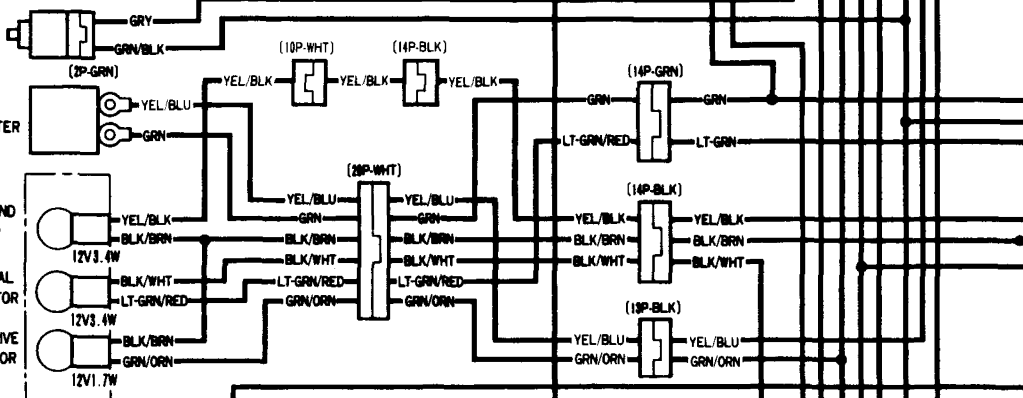 GRY
GRN/BLK
(2P-GRN)
(10P-WHT)
(14P-BLK)
YEL/BLK
YEL/BLK
YEL/BLK
(14P-GRN)
TER
YEL/BLU
GRN
GRN
GRN
LT-GRN/RED
LT-GRN
(20P-WHT)
(14P-BLK)
ND
YEL/BLK
BLK/BRN
12V3.4W
YEL/BLU
GRN
BLK/BRN
BLK/WHT
LT-GRN/RED
GRN/ORN
YEL/BLU
GRN
BLK/BRN
BLK/WHT
LT-GRN/RED
GRN/ORN
YEL/BLK
BLK/BRN
BLK/WHT
YEL/BLK
BLK/BRN
BLK/WHT
AL
TOR
BLK/WHT
LT-GRN/RED
12V3.4W
(13P-BLK)
IVE
OR
BLK/BRN
GRN/ORN
12V1.7W
YEL/BLU
GRN/ORN
YEL/BLU
GRN/ORN